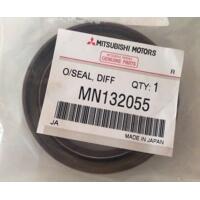 MITSUBISHI MOTORS
GENUINE PARTS
R
O/SEAL, DIFF QTY: 1
MN132055
JA
MADE IN JAPAN